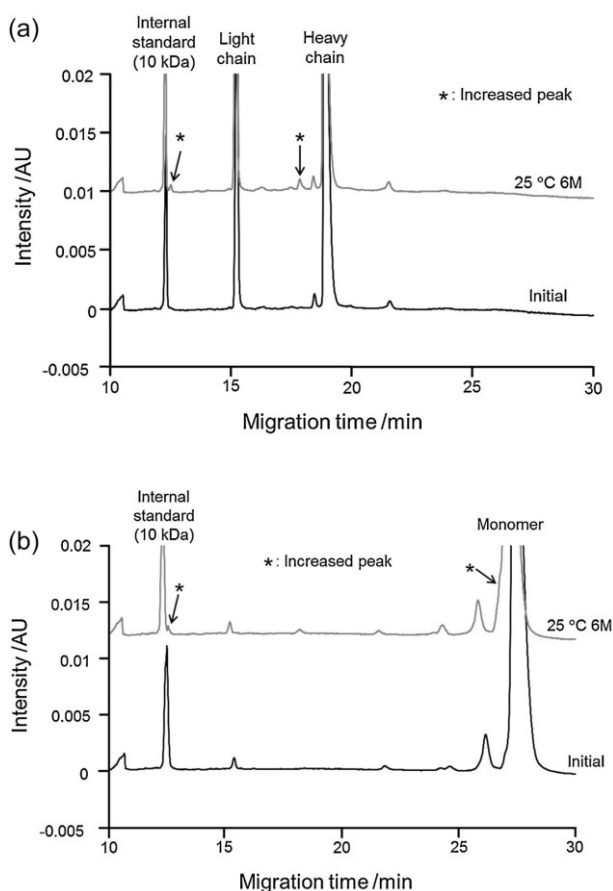 (a)
Internal
standard
(10 kDa)
Light
chain
Heavy
chain
*: Increased peak
*
*
0.02
0.015
0.01
0.005
0
-0.005
Intensity /AU
25 °C 6M
Initial
10
15
20
25
30
Migration time /min
(b)
Internal
standard
(10 kDa)
Monomer
*: Increased peak
*
*
0.02
0.015
0.01
0.005
0
-0.005
Intensity /AU
25 °C 6M
Initial
10
15
20
25
30
Migration time /min